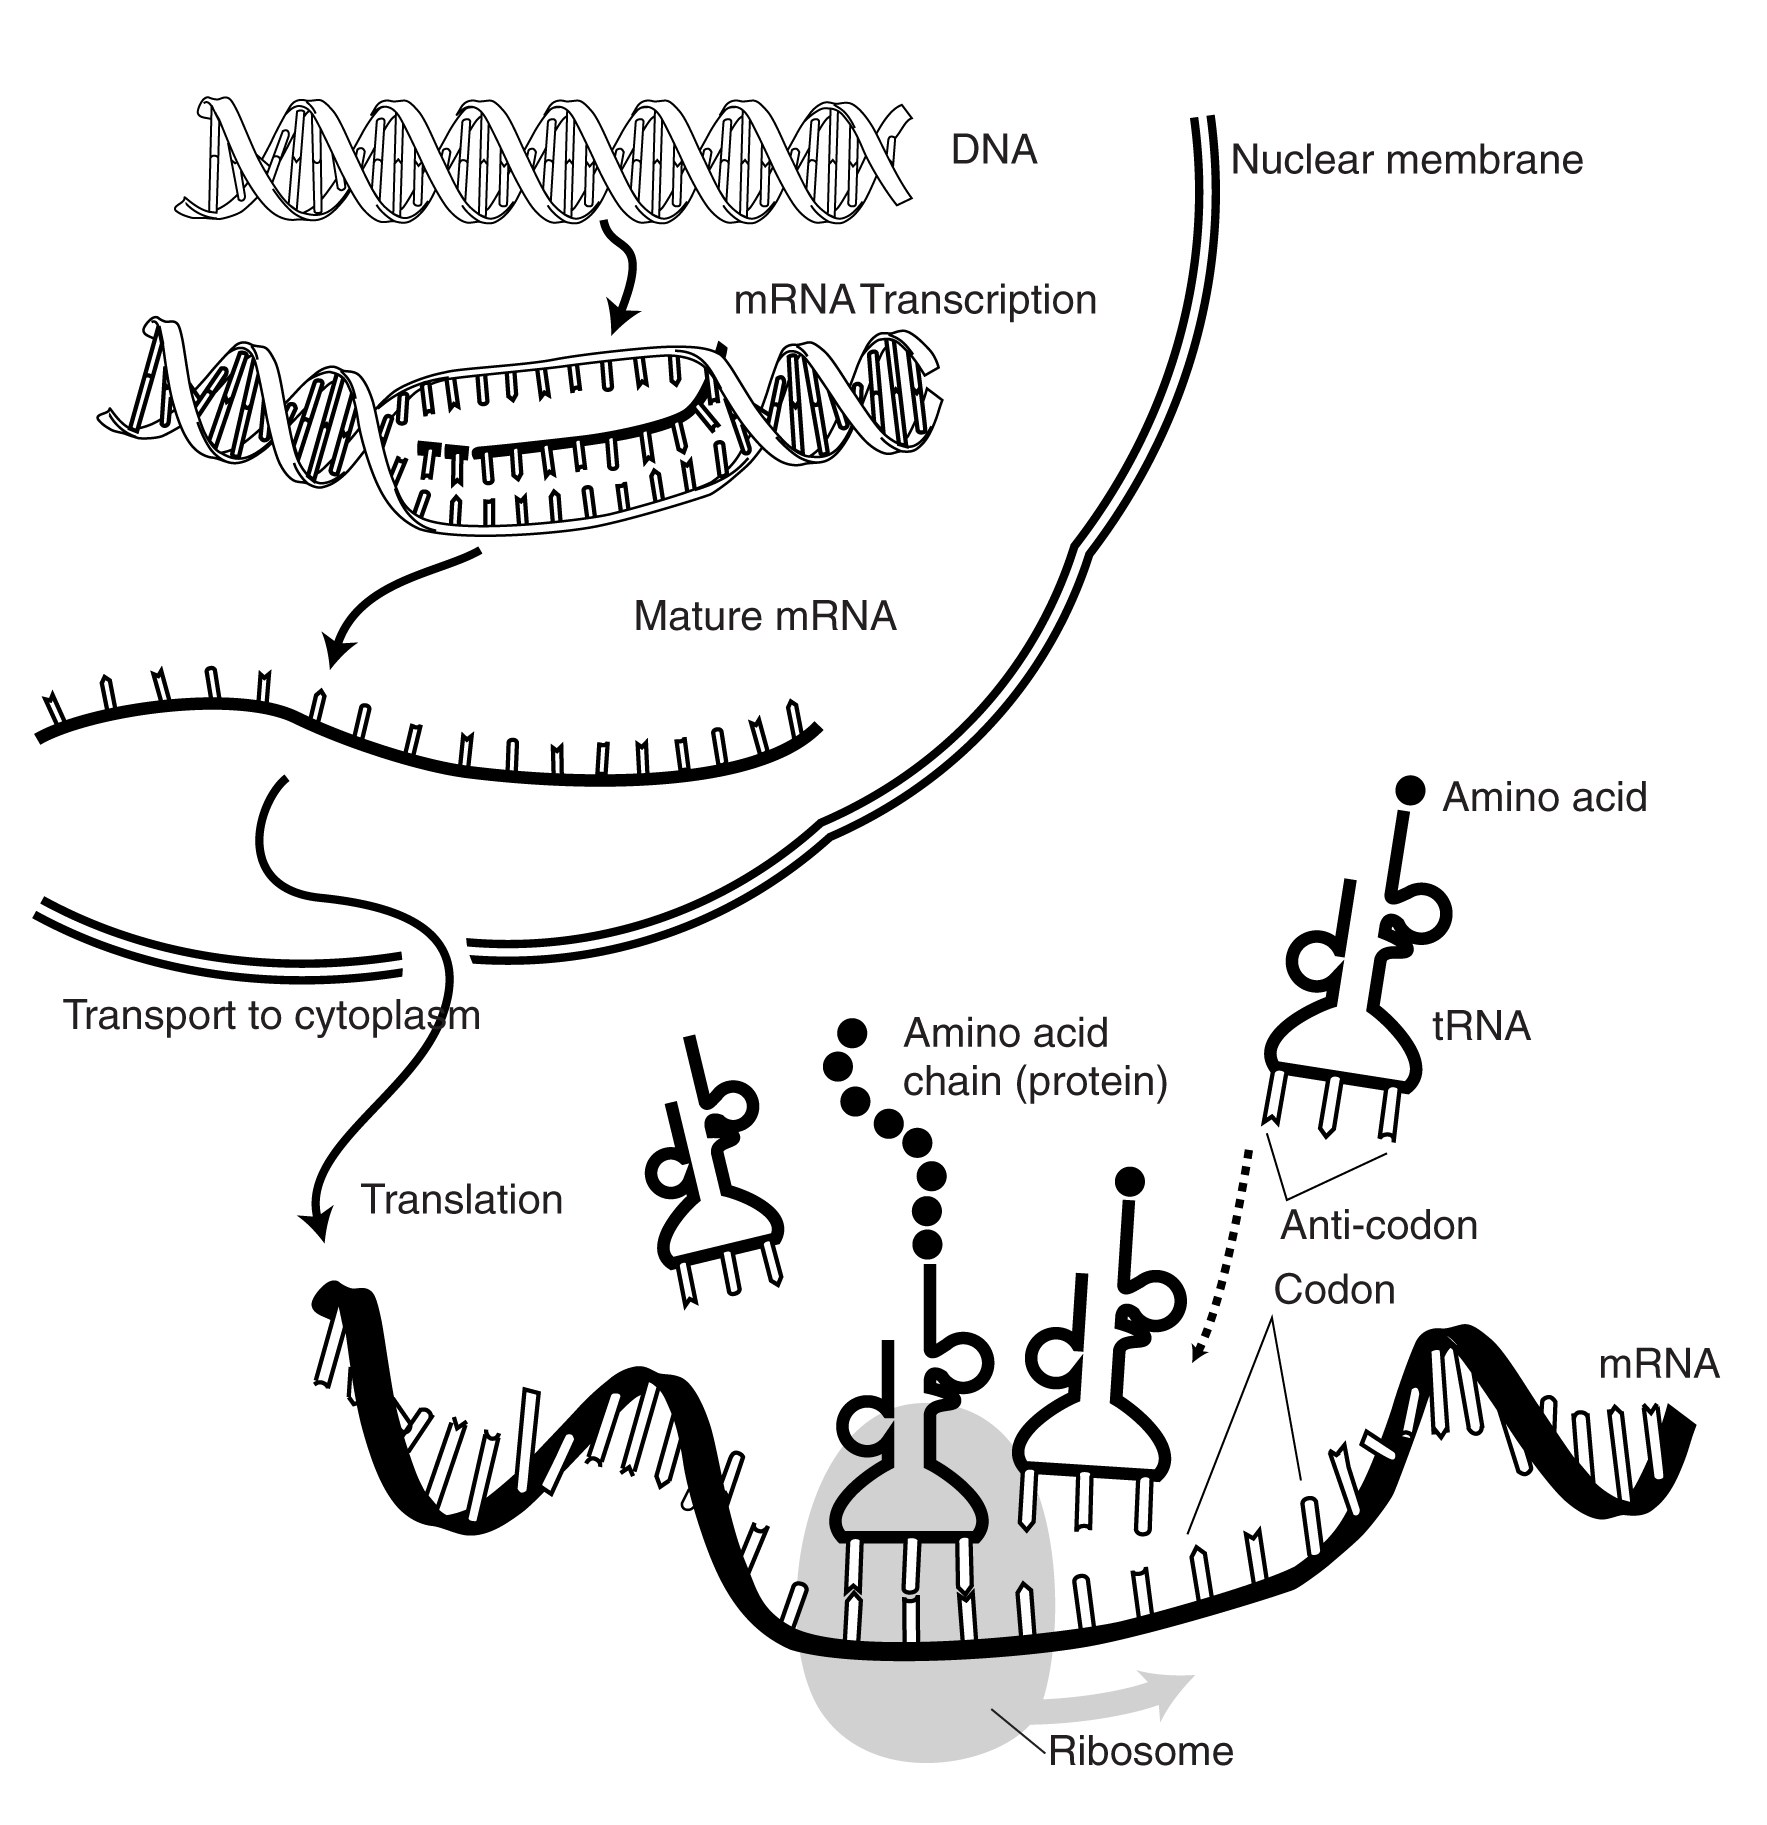 DNA
Nuclear membrane
mRNA Transcription
Mature mRNA
Amino acid
Transport to cytoplasm
Amino acid
chain (protein)
tRNA
Translation
Anti-codon
Codon
mRNA
Ribosome